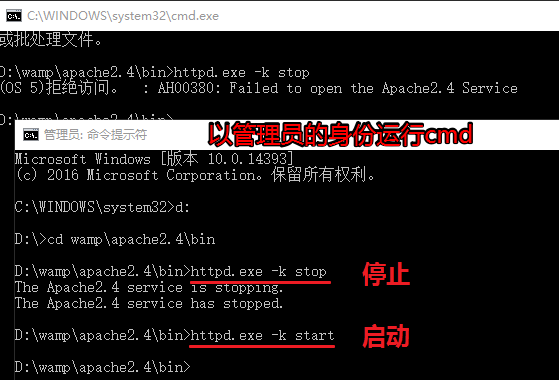 C:\WINDOWS\system32\cmd.exe
或批处理文件。
D:\wamp\apache2.4\bin>httpd.exe -k stop
(OS 5)拒绝访问。 : AH00380: Failed to open the Apache2.4 Service
D:\wamp\apache2.4\bin>
管理员: 命令提示符
以管理员的身份运行cmd
Microsoft Windows [版本 10.0.14393]
(c) 2016 Microsoft Corporation。保留所有权利。
C:\WINDOWS\system32>d:
D:\>cd wamp\apache2.4\bin
D:\wamp\apache2.4\bin>httpd.exe -k stop 停止
The Apache2.4 service is stopping.
The Apache2.4 service has stopped.
D:\wamp\apache2.4\bin>httpd.exe -k start 启动
D:\wamp\apache2.4\bin>